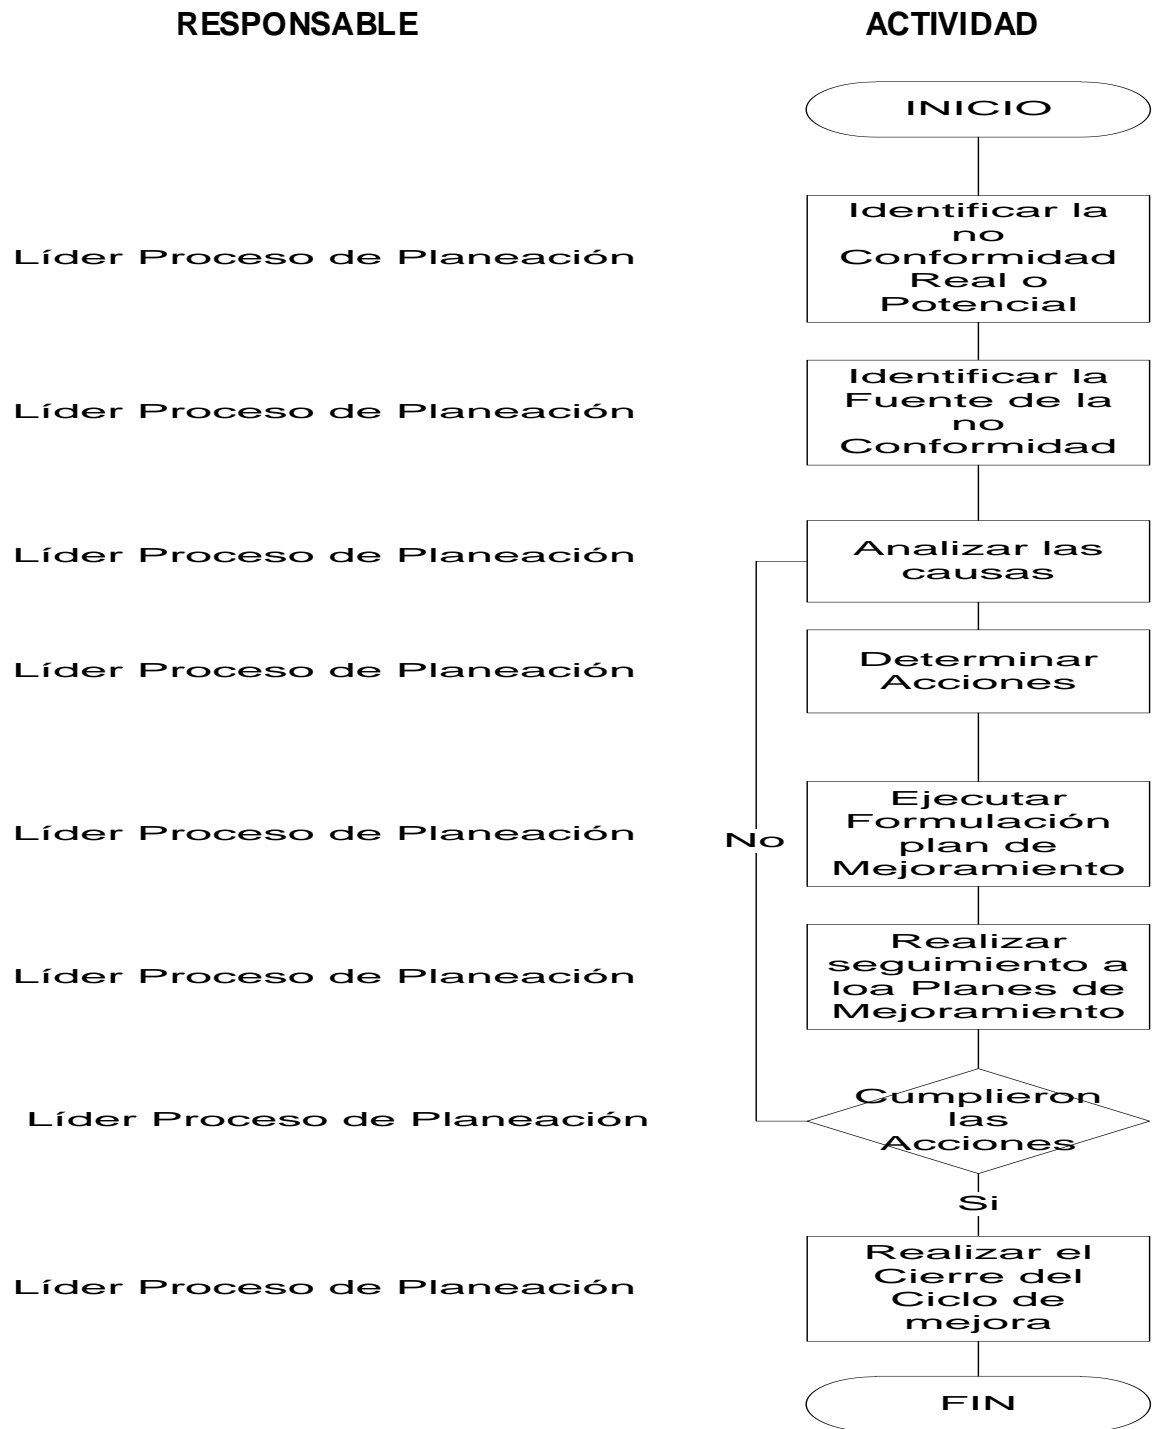 RESPONSABLE ACTIVIDAD
INICIO
Líder Proceso de Planeación
Identificar la
no
Conformidad
Real o
Potencial
Líder Proceso de Planeación
Identificar la
Fuente de la
no
Conformidad
Líder Proceso de Planeación
Analizar las
causas
Líder Proceso de Planeación
Determinar
Acciones
Líder Proceso de Planeación
Ejecutar
Formulación
plan de
Mejoramiento
No
Líder Proceso de Planeación
Realizar
seguimiento a
loa Planes de
Mejoramiento
Líder Proceso de Planeación
Cumplieron
las
Acciones
Si
Líder Proceso de Planeación
Realizar el
Cierre del
Ciclo de
mejora
FIN